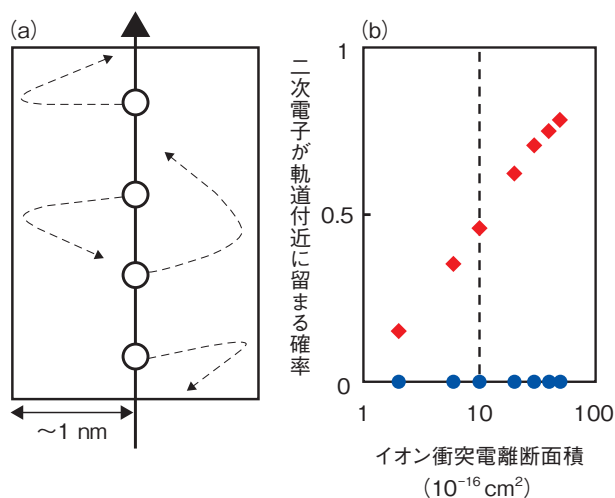 (a)
～1 nm
(b)
二次電子が軌道付近に留まる確率
1
0.5
0
1
10
100
イオン衝突電離断面積
(10⁻¹⁶ cm²)